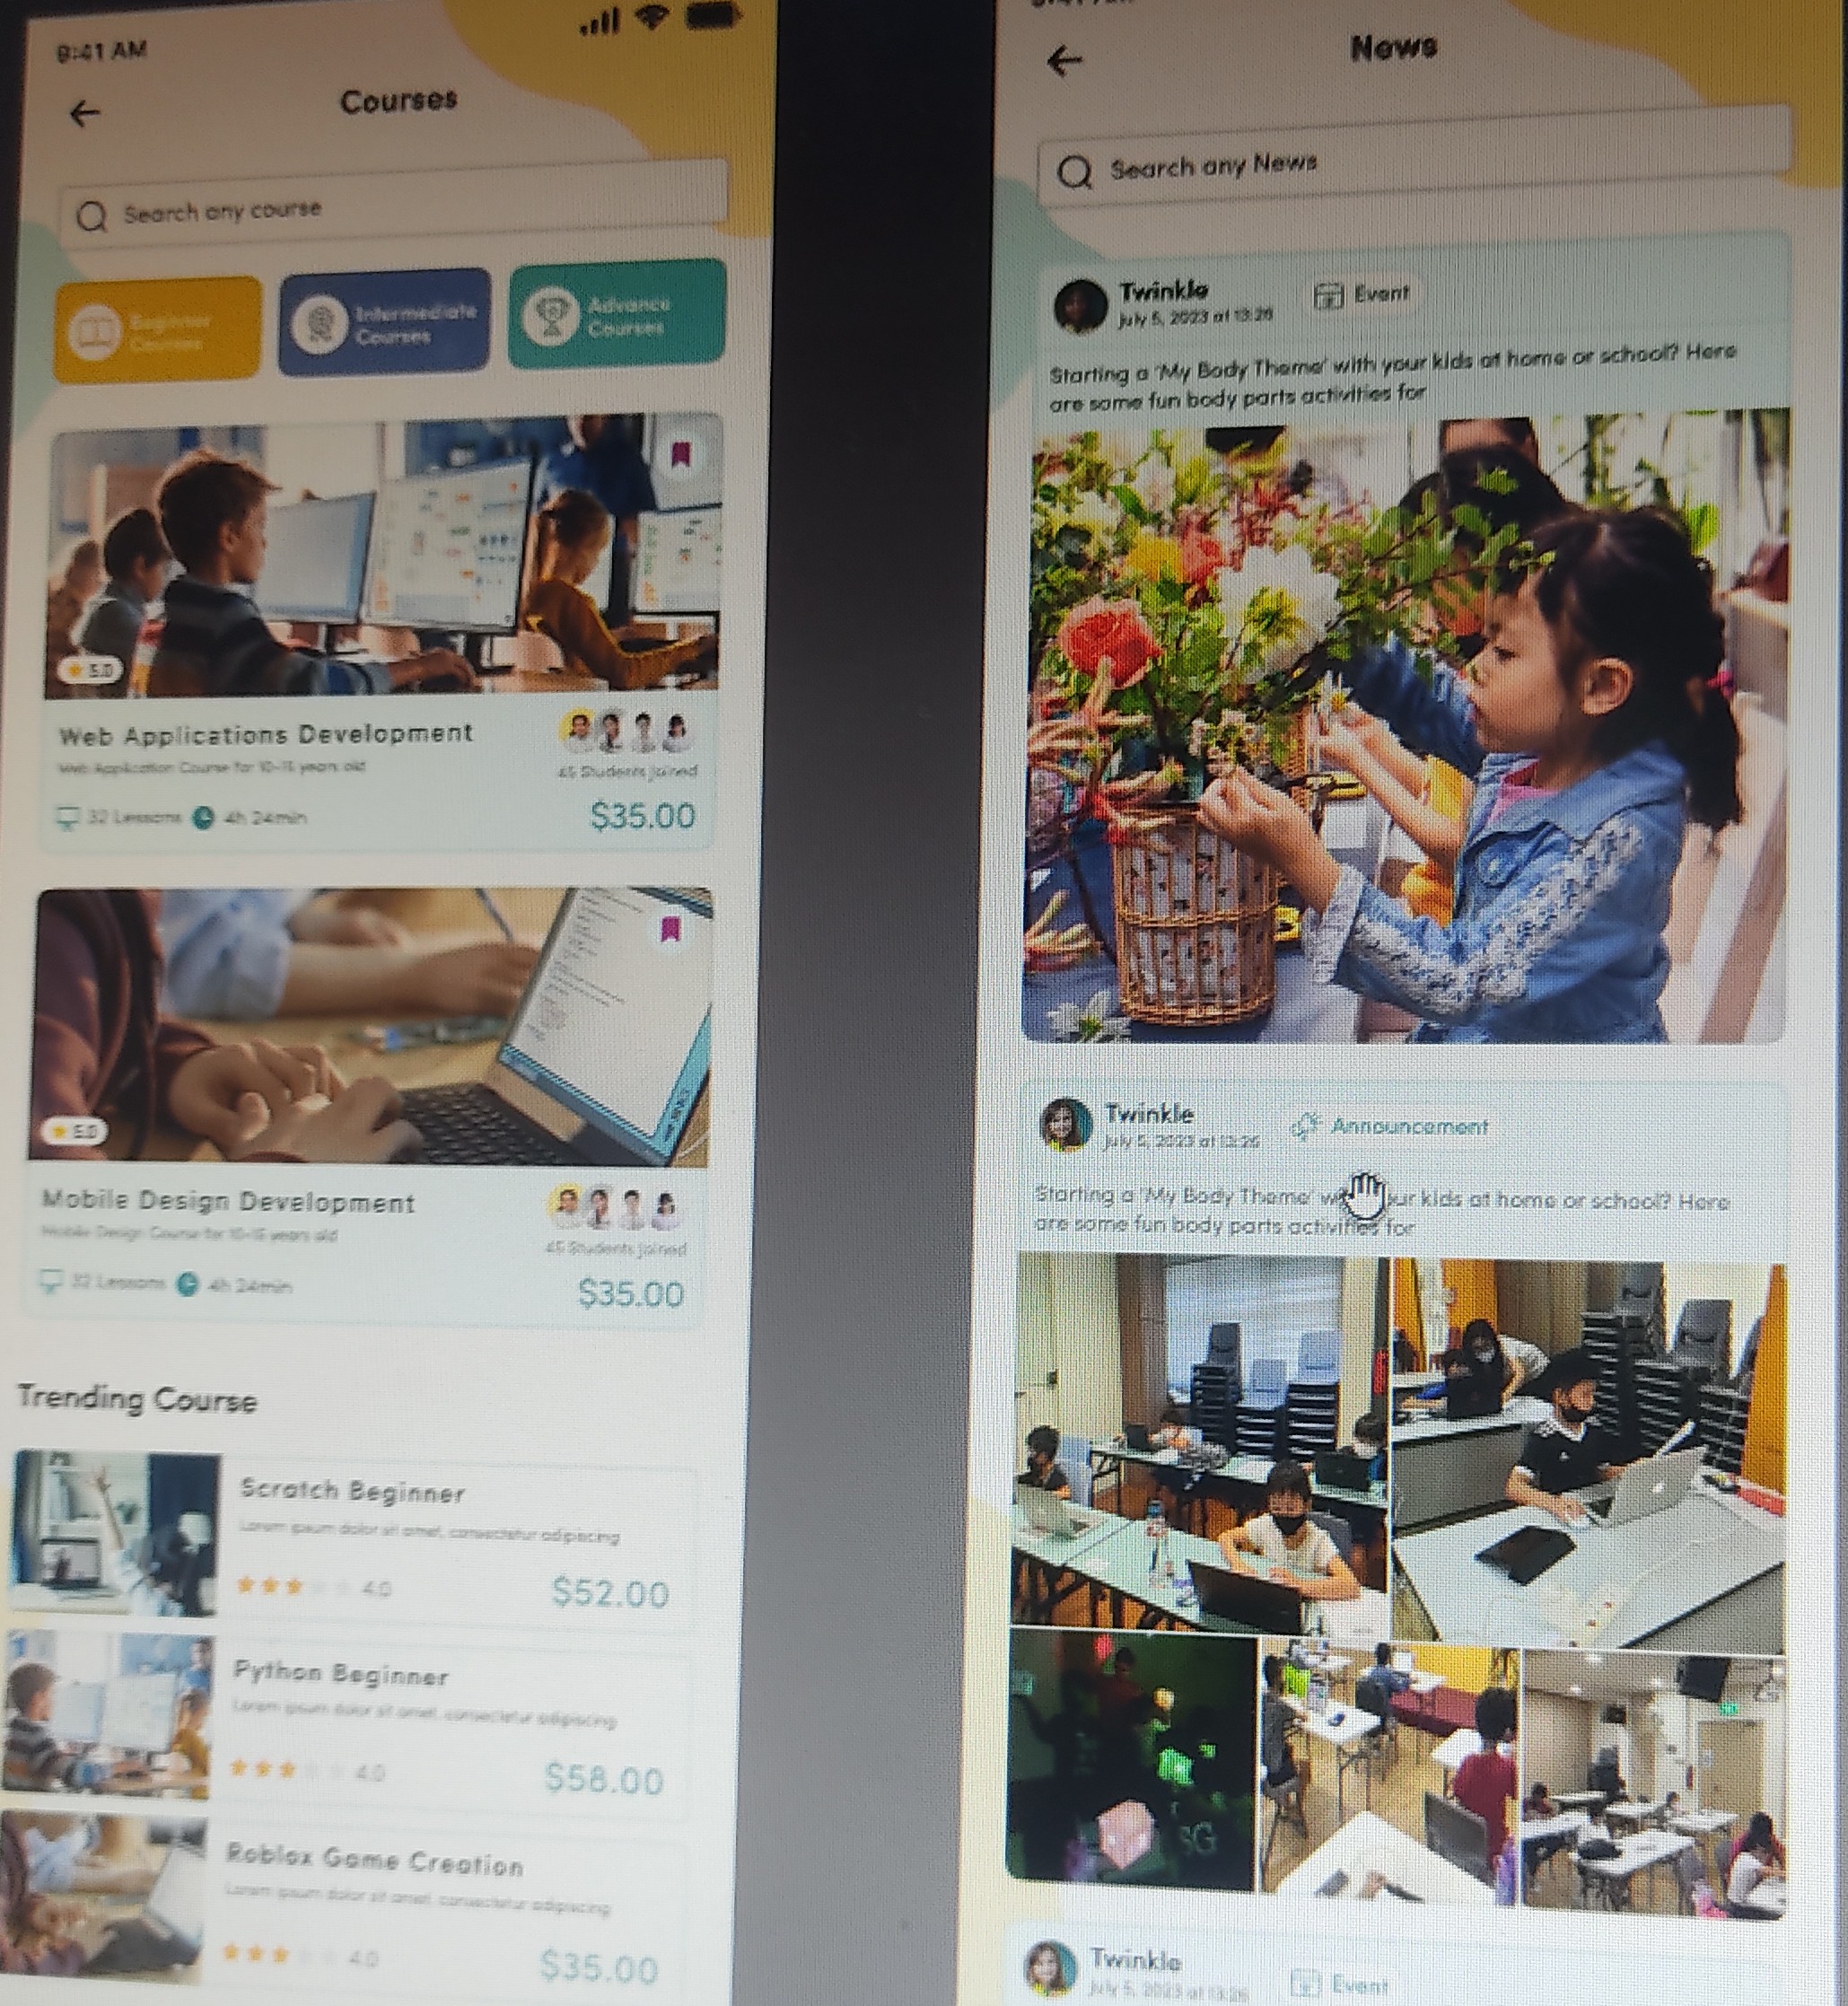 9:41 AM
Courses
Search any course
Beginner
Courses
Intermediate
Courses
Advance
Courses
5.0
Web Applications Development
Web Application Course for years old
45 Students joined
32 Lessons 4h 24min
$35.00
5.0
Mobile Design Development
Mobile Design Course for years old
45 Students joined
32 Lessons 4h 24min
$35.00
Trending Course
Scratch Beginner
Lorem ipsum dolor sit amet, consectetur adipiscing
4.0
$52.00
Python Beginner
Lorem ipsum dolor sit amet, consectetur adipiscing
4.0
$58.00
Roblox Game Creation
Lorem ipsum dolor sit amet, consectetur adipiscing
4.0
$35.00
News
Search any News
Twinkle
July 5, 2023 at 13:26
Event
Starting a 'My Body Theme' with your kids at home or school? Here
are some fun body parts activities for
Twinkle
July 5, 2023 at 13:26
Announcement
Starting a 'My Body Theme' kids at home or school? Here
are some fun body parts activities for
Twinkle
July 5, 2023 at 13:26
Event